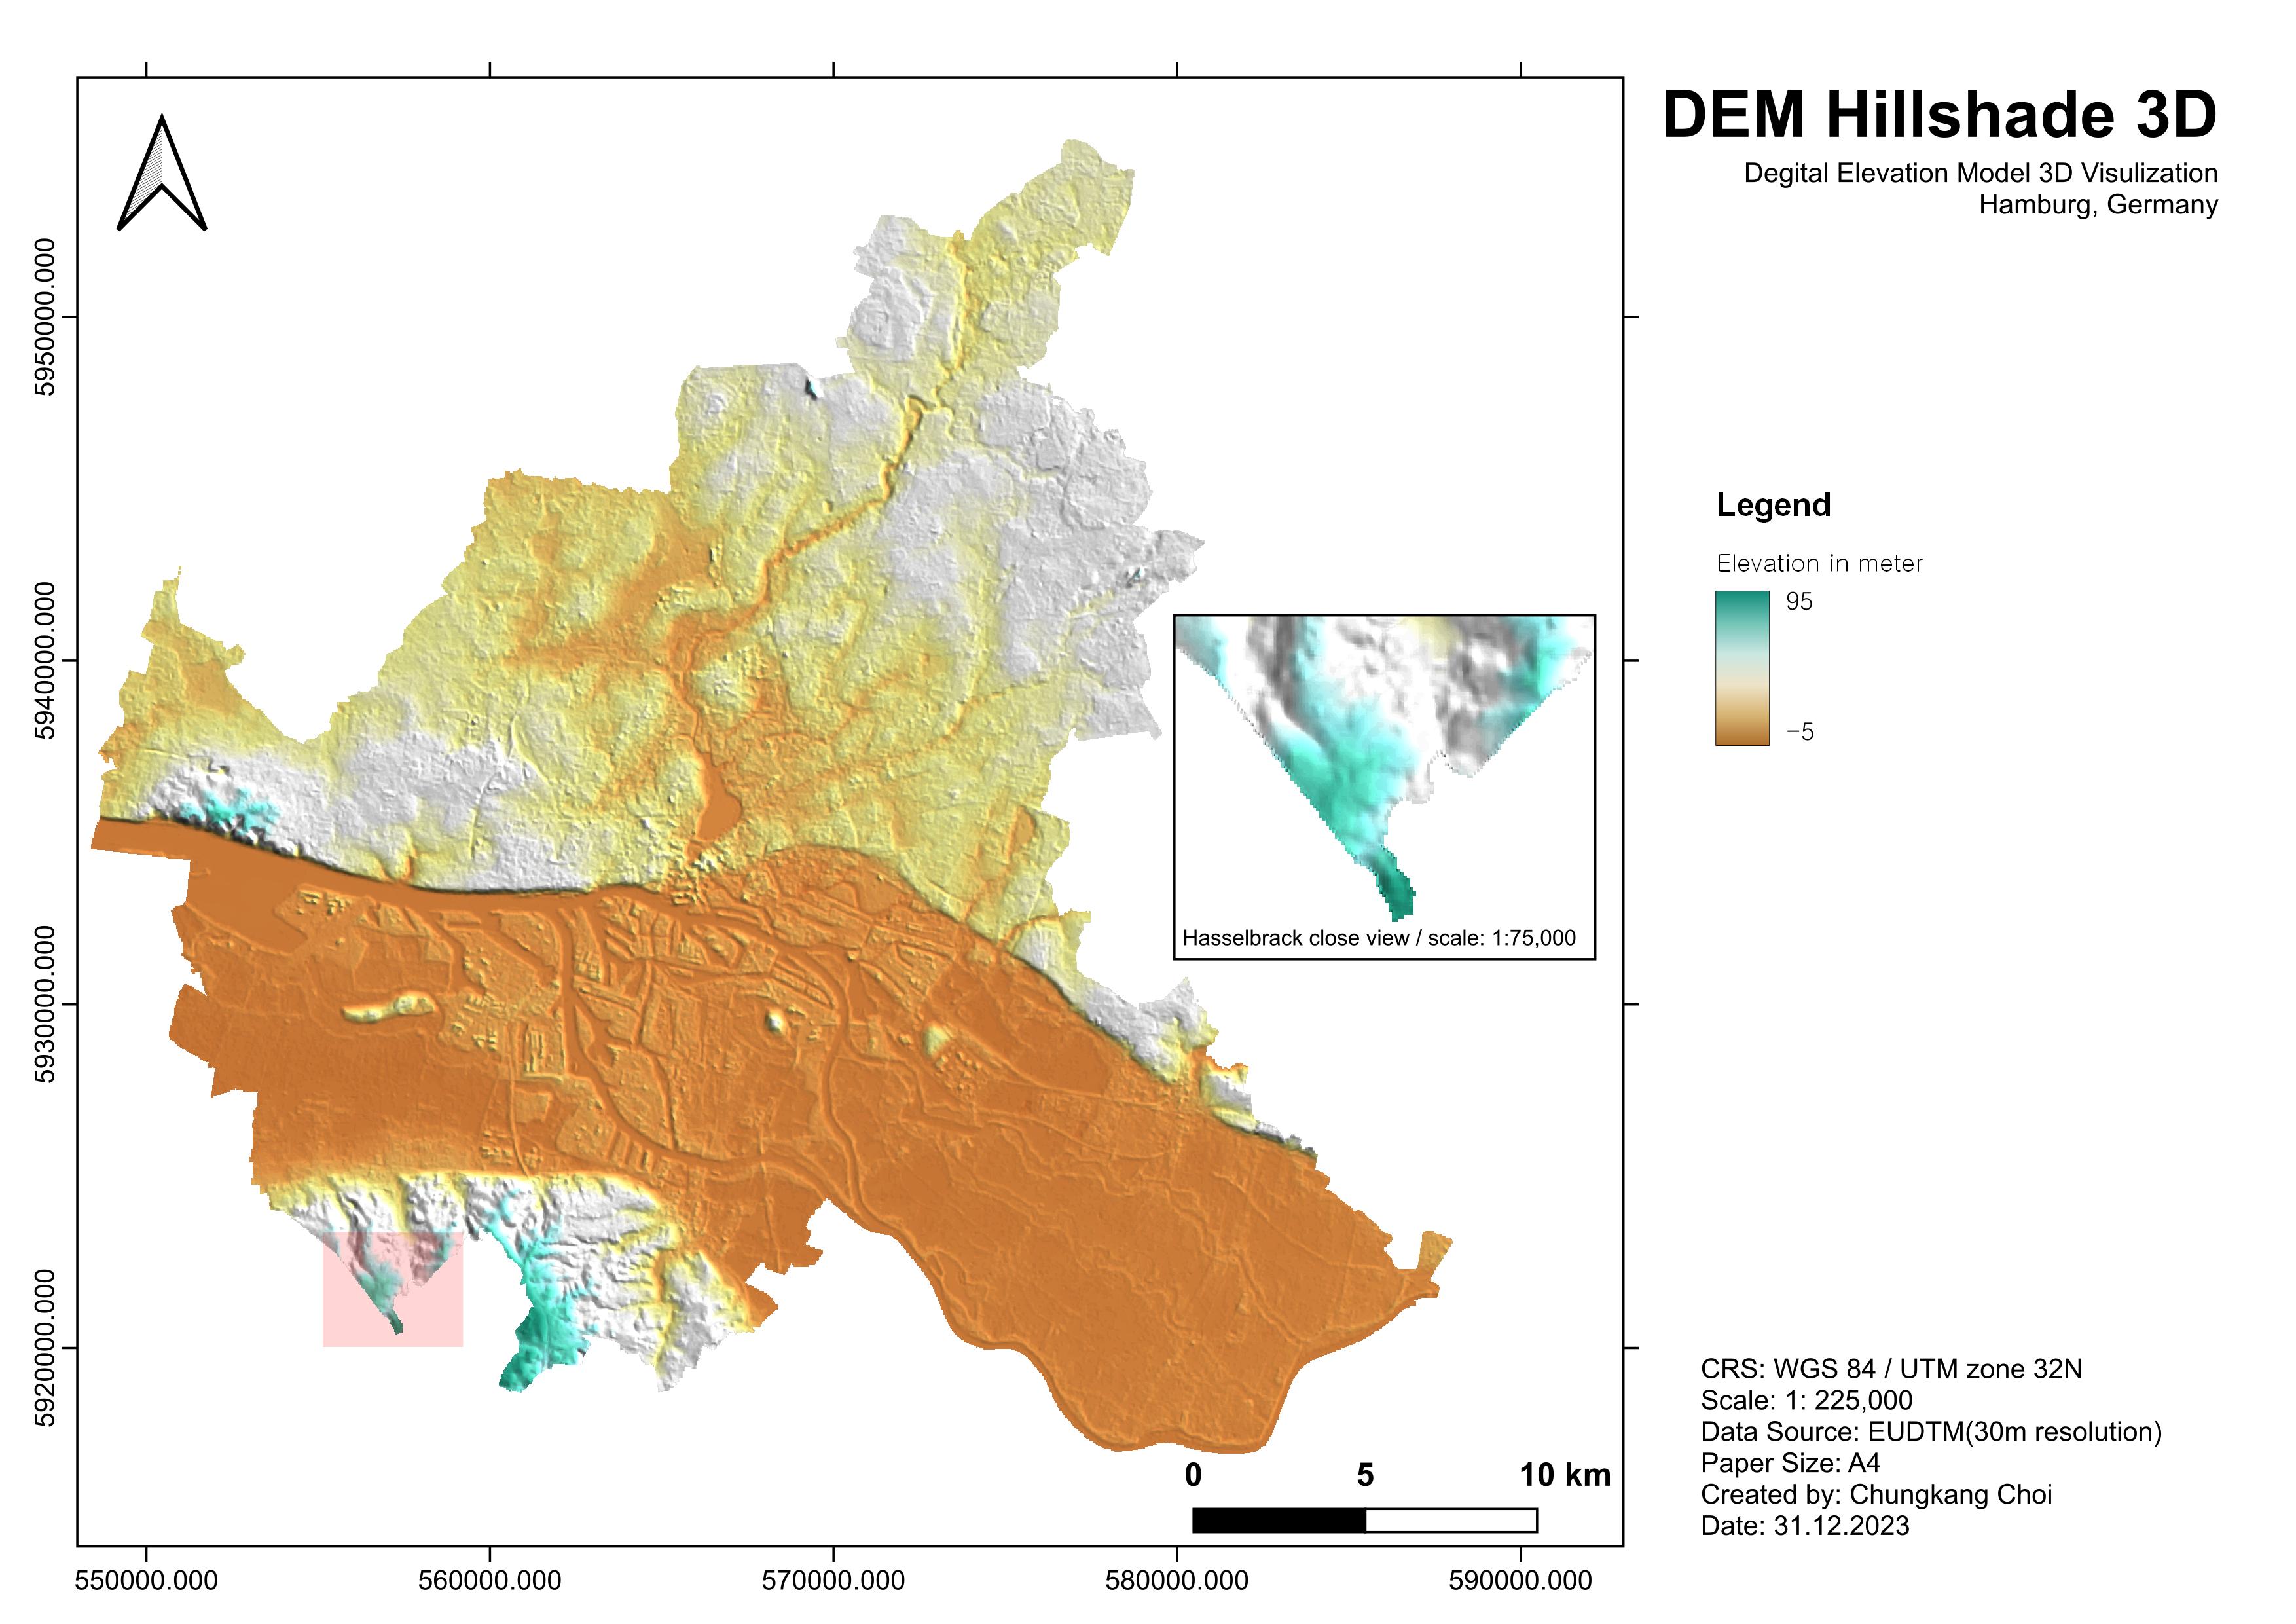 DEM Hillshade 3D
Degital Elevation Model 3D Visulization
Hamburg, Germany
5950000.000
5940000.000
5930000.000
5920000.000
Legend
Elevation in meter
95
−5
Hasselbrack close view / scale: 1:75,000
CRS: WGS 84 / UTM zone 32N
Scale: 1: 225,000
Data Source: EUDTM(30m resolution)
Paper Size: A4
Created by: Chungkang Choi
Date: 31.12.2023
0 5 10 km
550000.000 560000.000 570000.000 580000.000 590000.000